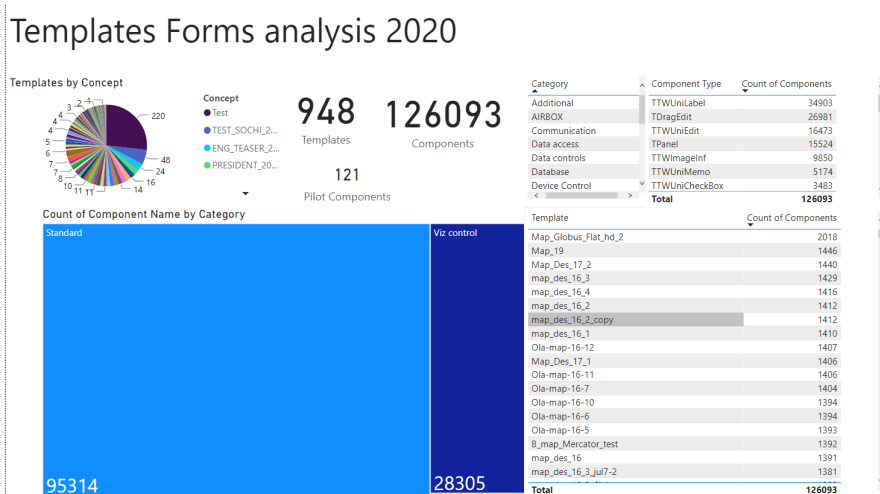 Templates Forms analysis 2020
Templates by Concept
220
48
24
16
14
11
11
10
8
7
7
6
5
4
4
4
3
2
1
Concept
Test
TEST_SOCHI_2...
ENG_TEASER_2...
PRESIDENT_20...
948
Templates
126093
Components
121
Pilot Components
Category
Additional
AIRBOX
Communication
Data access
Data controls
Database
Device Control
Component Type Count of Components
TTWUniLabel 34903
TDragEdit 26981
TTWUniEdit 16473
TPanel 15524
TTWImageInf 9850
TTWUniMemo 5174
TTWUniCheckBox 3483
Total 126093
Count of Component Name by Category
Standard
95314
Viz control
28305
Template Count of Components
Map_Globus_Flat_hd_2 2018
Map_19 1446
Map_Des_17_2 1440
map_des_16_3 1429
map_des_16_4 1416
map_des_16_2 1412
map_des_16_2_copy 1412
map_des_16_1 1410
Ola-map-16-12 1407
Map_Des_17_1 1406
Ola-map-16-11 1406
Ola-map-16-7 1404
Ola-map-16-10 1394
Ola-map-16-6 1394
Ola-map-16-5 1393
B_map_Mercator_test 1392
map_des_16 1391
map_des_16_3_jul7-2 1381
Total 126093